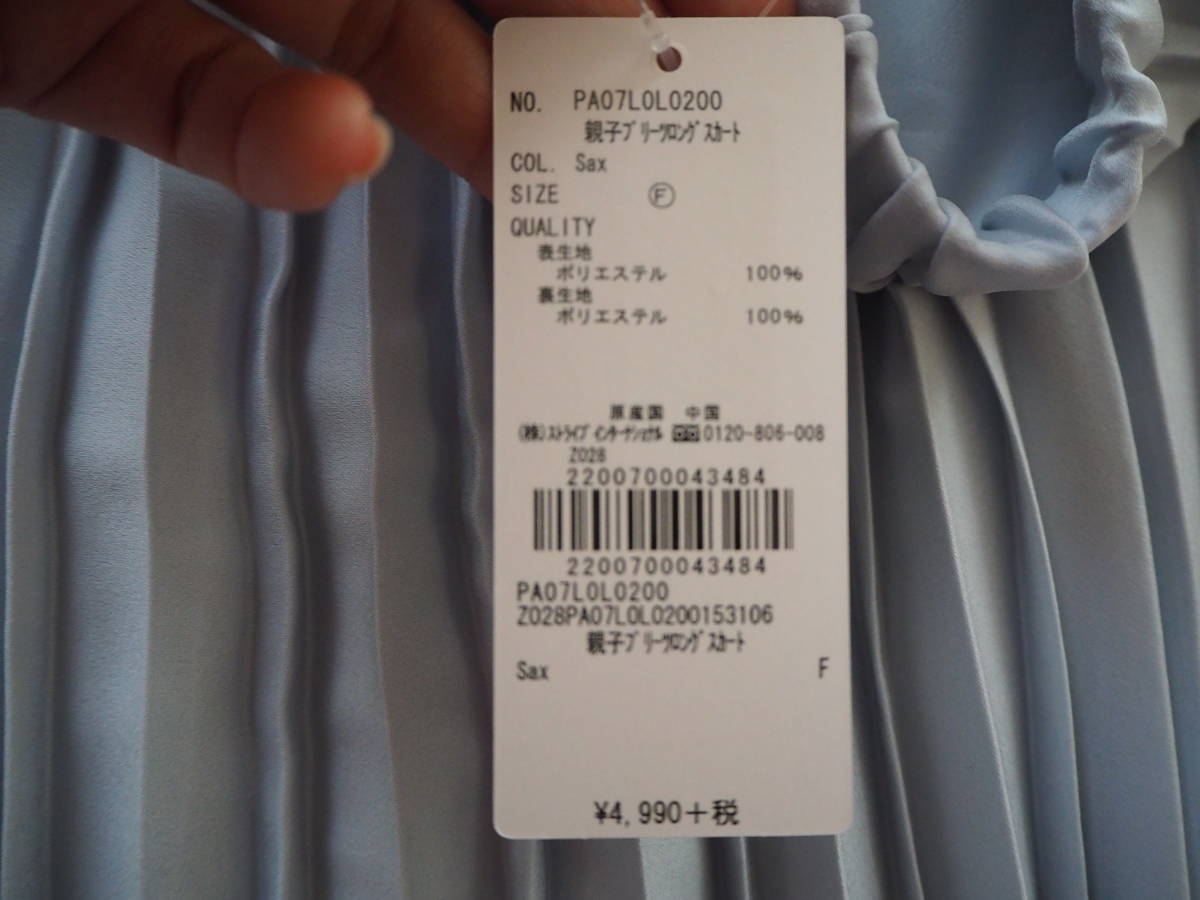 NO. PA07L0L0200
親子ﾌﾟﾘｰﾂﾛﾝｸﾞｽｶｰﾄ
COL. Sax
SIZE Ⓕ
QUALITY
表生地
ポリエステル 100%
裏生地
ポリエステル 100%
原産国 中国
(株)ｽﾄﾗｲﾌﾟ ｲﾝﾀｰﾅｼｮﾅﾙ 0120-806-008
Z028
2200700043484
2200700043484
PA07L0L0200
Z028PA07L0L0200153106
親子ﾌﾟﾘｰﾂﾛﾝｸﾞｽｶｰﾄ
Sax F
¥4,990+税